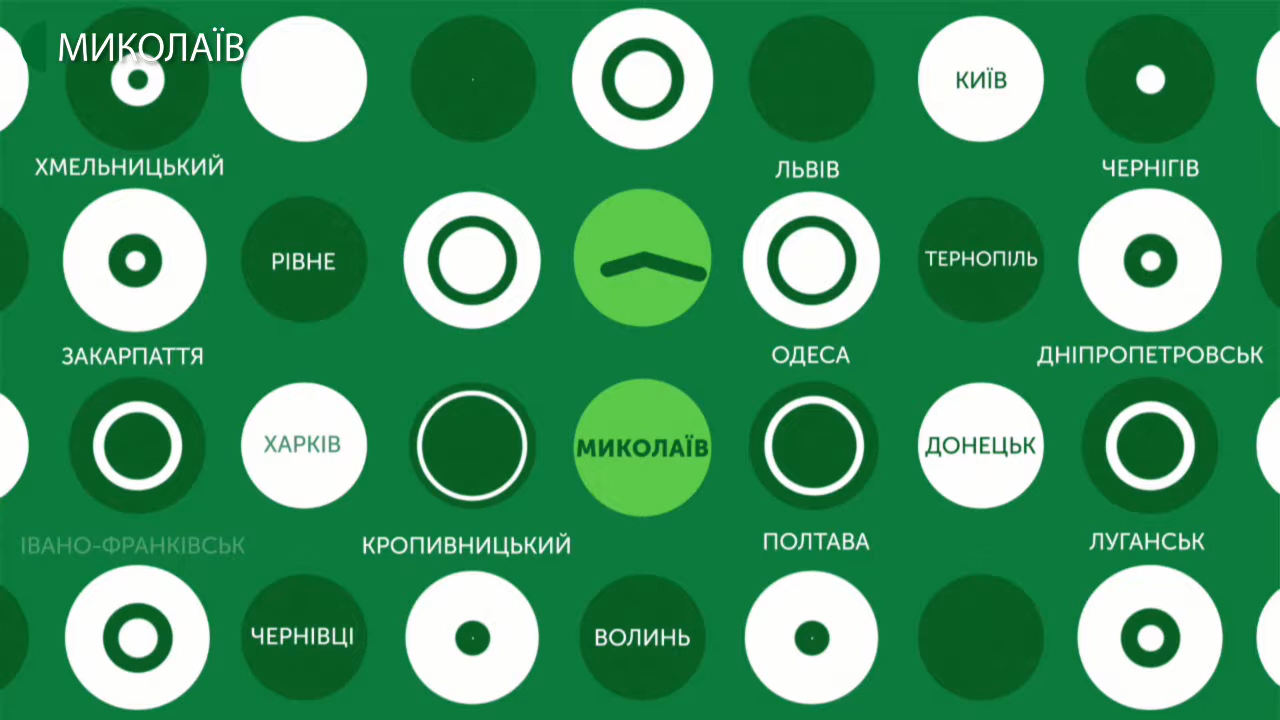 МИКОЛАЇВ
КИЇВ
ХМЕЛЬНИЦЬКИЙ
ЛЬВІВ
ЧЕРНІГІВ
РІВНЕ
ТЕРНОПІЛЬ
ЗАКАРПАТТЯ
ОДЕСА
ДНІПРОПЕТРОВСЬК
ХАРКІВ
МИКОЛАЇВ
ДОНЕЦЬК
ІВАНО-ФРАНКІВСЬК
КРОПИВНИЦЬКИЙ
ПОЛТАВА
ЛУГАНСЬК
ЧЕРНІВЦІ
ВОЛИНЬ